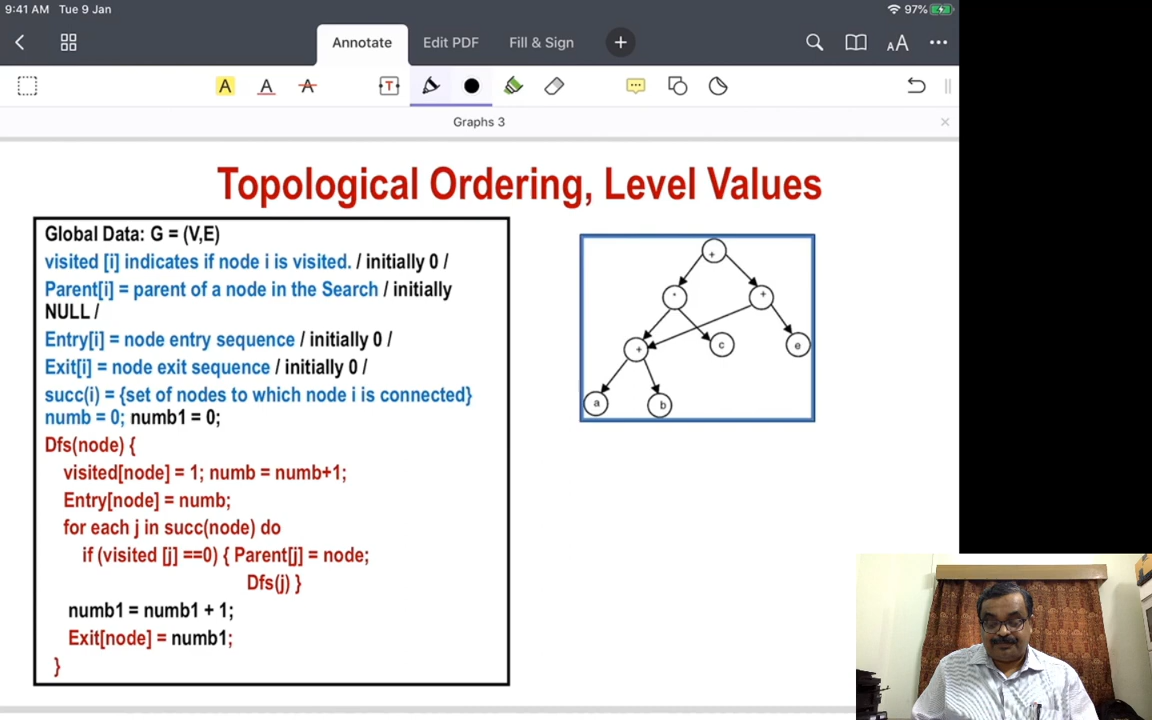 9:41 AM Tue 9 Jan 97%
Annotate Edit PDF Fill & Sign
A A A T AA
Graphs 3
Topological Ordering, Level Values
Global Data: G = (V,E)
visited [i] indicates if node i is visited. / initially 0 /
Parent[i] = parent of a node in the Search / initially
NULL /
Entry[i] = node entry sequence / initially 0 /
Exit[i] = node exit sequence / initially 0 /
succ(i) = {set of nodes to which node i is connected}
numb = 0; numb1 = 0;
Dfs(node) {
visited[node] = 1; numb = numb+1;
Entry[node] = numb;
for each j in succ(node) do
if (visited [j] ==0) { Parent[j] = node;
Dfs(j) }
numb1 = numb1 + 1;
Exit[node] = numb1;
}
+
+
+ c e
a b